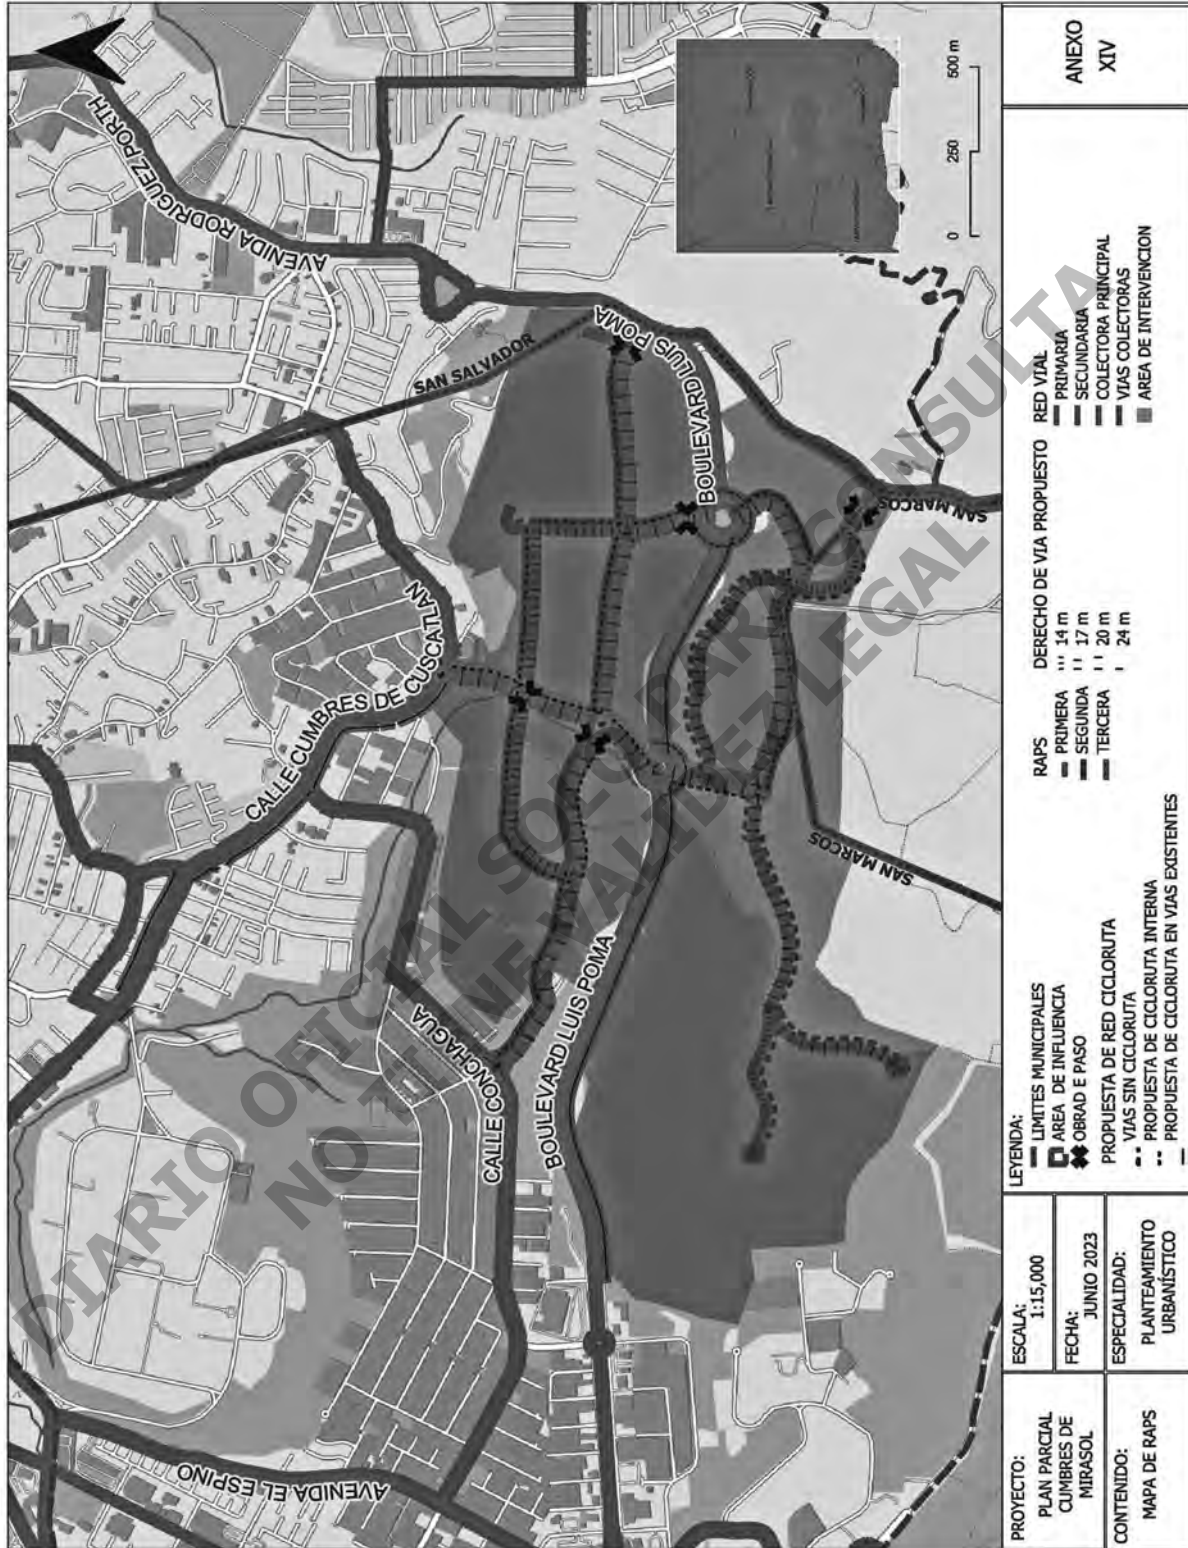 AVENIDA RODRIGUEZ PORTH
SAN SALVADOR
BOULEVARD LUIS POMA
BOULEVARD LUIS POMA
CALLE CUMBRES DE CUSCATLAN
SAN MARCOS
SAN MARCOS
CALLE CONCHAGUA
BOULEVARD LUIS POMA
AVENIDA EL ESPINO
0 250 500 m
DIARIO OFICIAL SOLO PARA CONSULTA
NO TIENE VALIDEZ LEGAL
PROYECTO:
PLAN PARCIAL
CUMBRES DE
MIRASOL
CONTENIDO:
MAPA DE RAPS
ESCALA:
1:15,000
FECHA:
JUNIO 2023
ESPECIALIDAD:
PLANTEAMIENTO
URBANÍSTICO
LEYENDA:
LIMITES MUNICIPALES
AREA DE INFLUENCIA
OBRAD E PASO
PROPUESTA DE RED CICLORUTA
VIAS SIN CICLORUTA
PROPUESTA DE CICLORUTA INTERNA
PROPUESTA DE CICLORUTA EN VIAS EXISTENTES
RAPS
PRIMERA
SEGUNDA
TERCERA
DERECHO DE VIA PROPUESTO
14 m
17 m
20 m
24 m
RED VIAL
PRIMARIA
SECUNDARIA
COLECTORA PRINCIPAL
VIAS COLECTORAS
AREA DE INTERVENCION
ANEXO
XIV